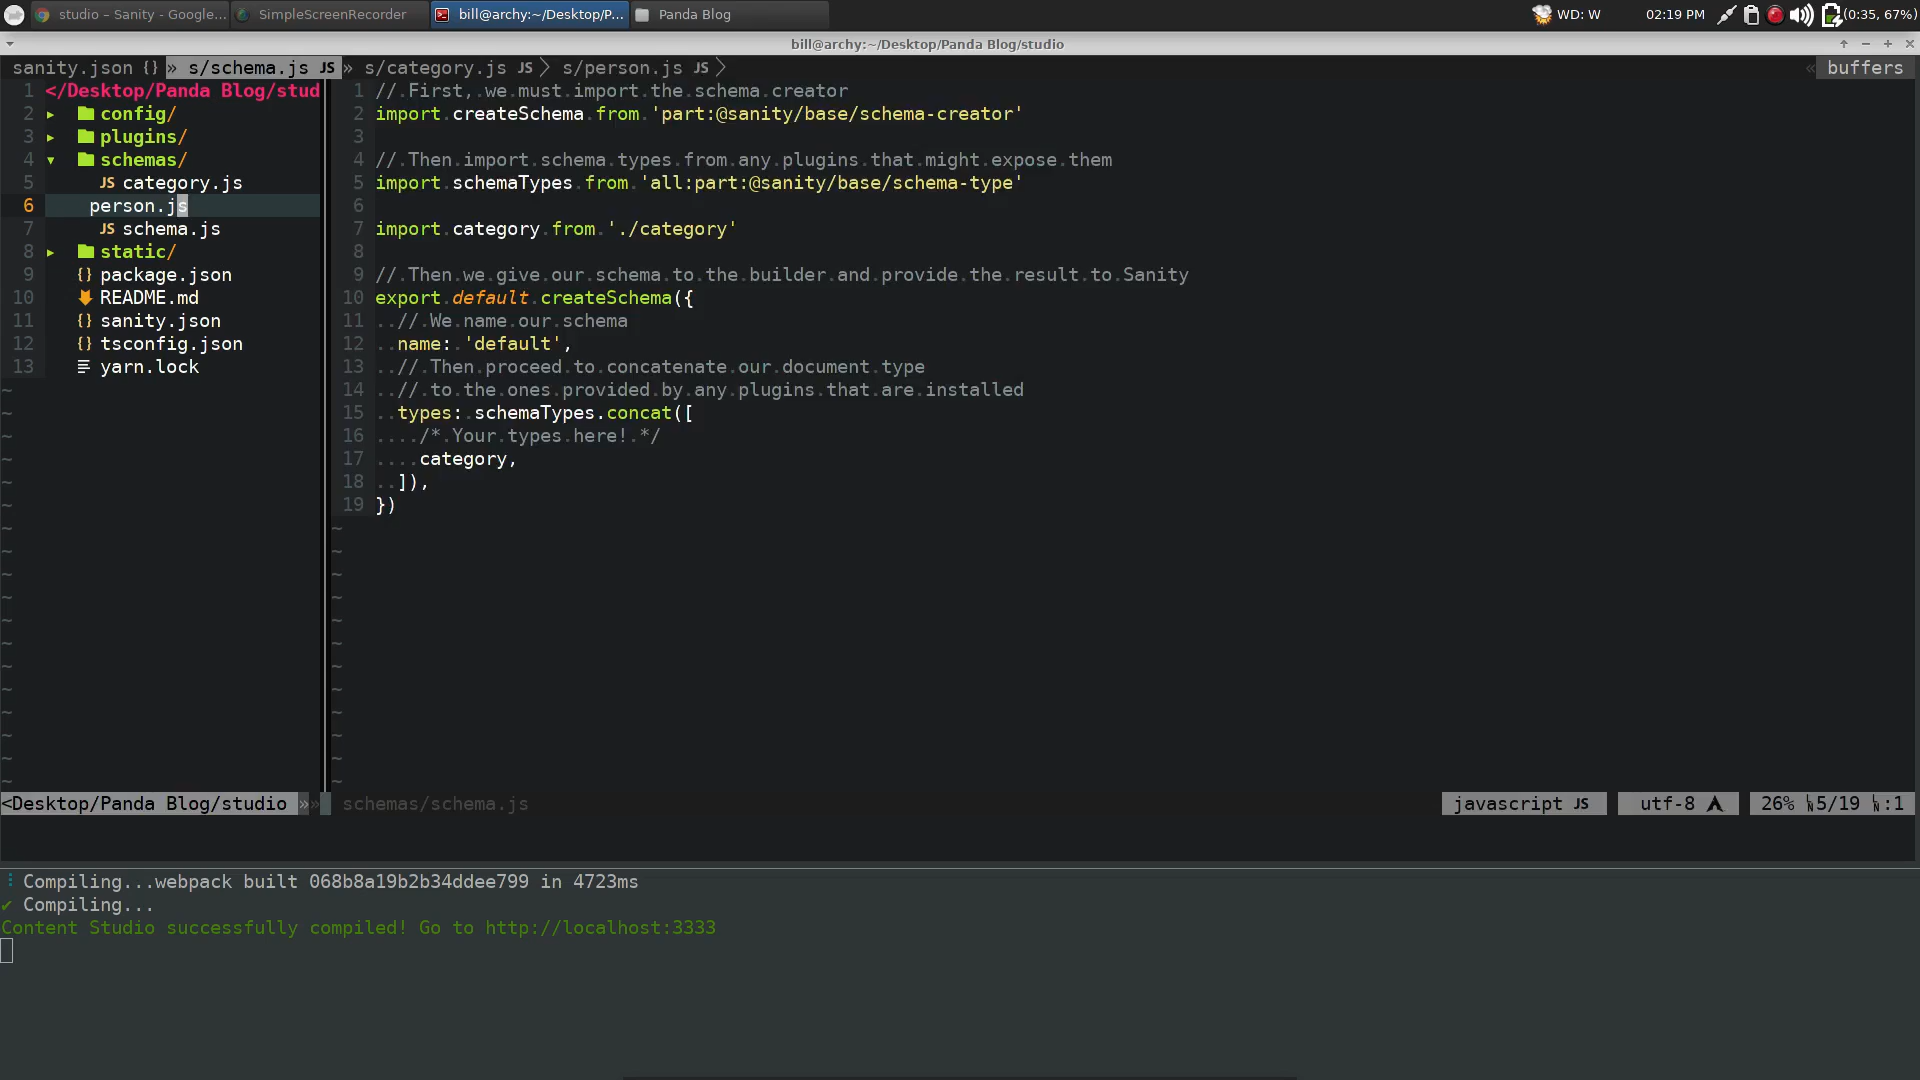 studio – Sanity - Google... SimpleScreenRecorder bill@archy:~/Desktop/P... Panda Blog WD: W 02:19 PM (0:35, 67%)
bill@archy:~/Desktop/Panda Blog/studio
sanity.json {} » s/schema.js JS » s/category.js JS s/person.js JS « buffers
1 </Desktop/Panda Blog/stud
2 ▸ config/
3 ▸ plugins/
4 ▾ schemas/
5 JS category.js
6 person.js
7 JS schema.js
8 ▸ static/
9 {} package.json
10 README.md
11 {} sanity.json
12 {} tsconfig.json
13 yarn.lock
<Desktop/Panda Blog/studio »»
1 //.First,.we.must.import.the.schema.creator
2 import.createSchema.from.'part:@sanity/base/schema-creator'
3
4 //.Then.import.schema.types.from.any.plugins.that.might.expose.them
5 import.schemaTypes.from.'all:part:@sanity/base/schema-type'
6
7 import.category.from.'./category'
8
9 //.Then.we.give.our.schema.to.the.builder.and.provide.the.result.to.Sanity
10 export.default.createSchema({
11 ..//.We.name.our.schema
12 ..name:.'default',
13 ..//.Then.proceed.to.concatenate.our.document.type
14 ..//.to.the.ones.provided.by.any.plugins.that.are.installed
15 ..types:.schemaTypes.concat([
16 ..../*.Your.types.here!.*/
17 ....category,
18 ..]),
19 })
schemas/schema.js javascript JS utf-8 26% 5/19 :1
Compiling...webpack built 068b8a19b2b34ddee799 in 4723ms
✔ Compiling...
Content Studio successfully compiled! Go to http://localhost:3333